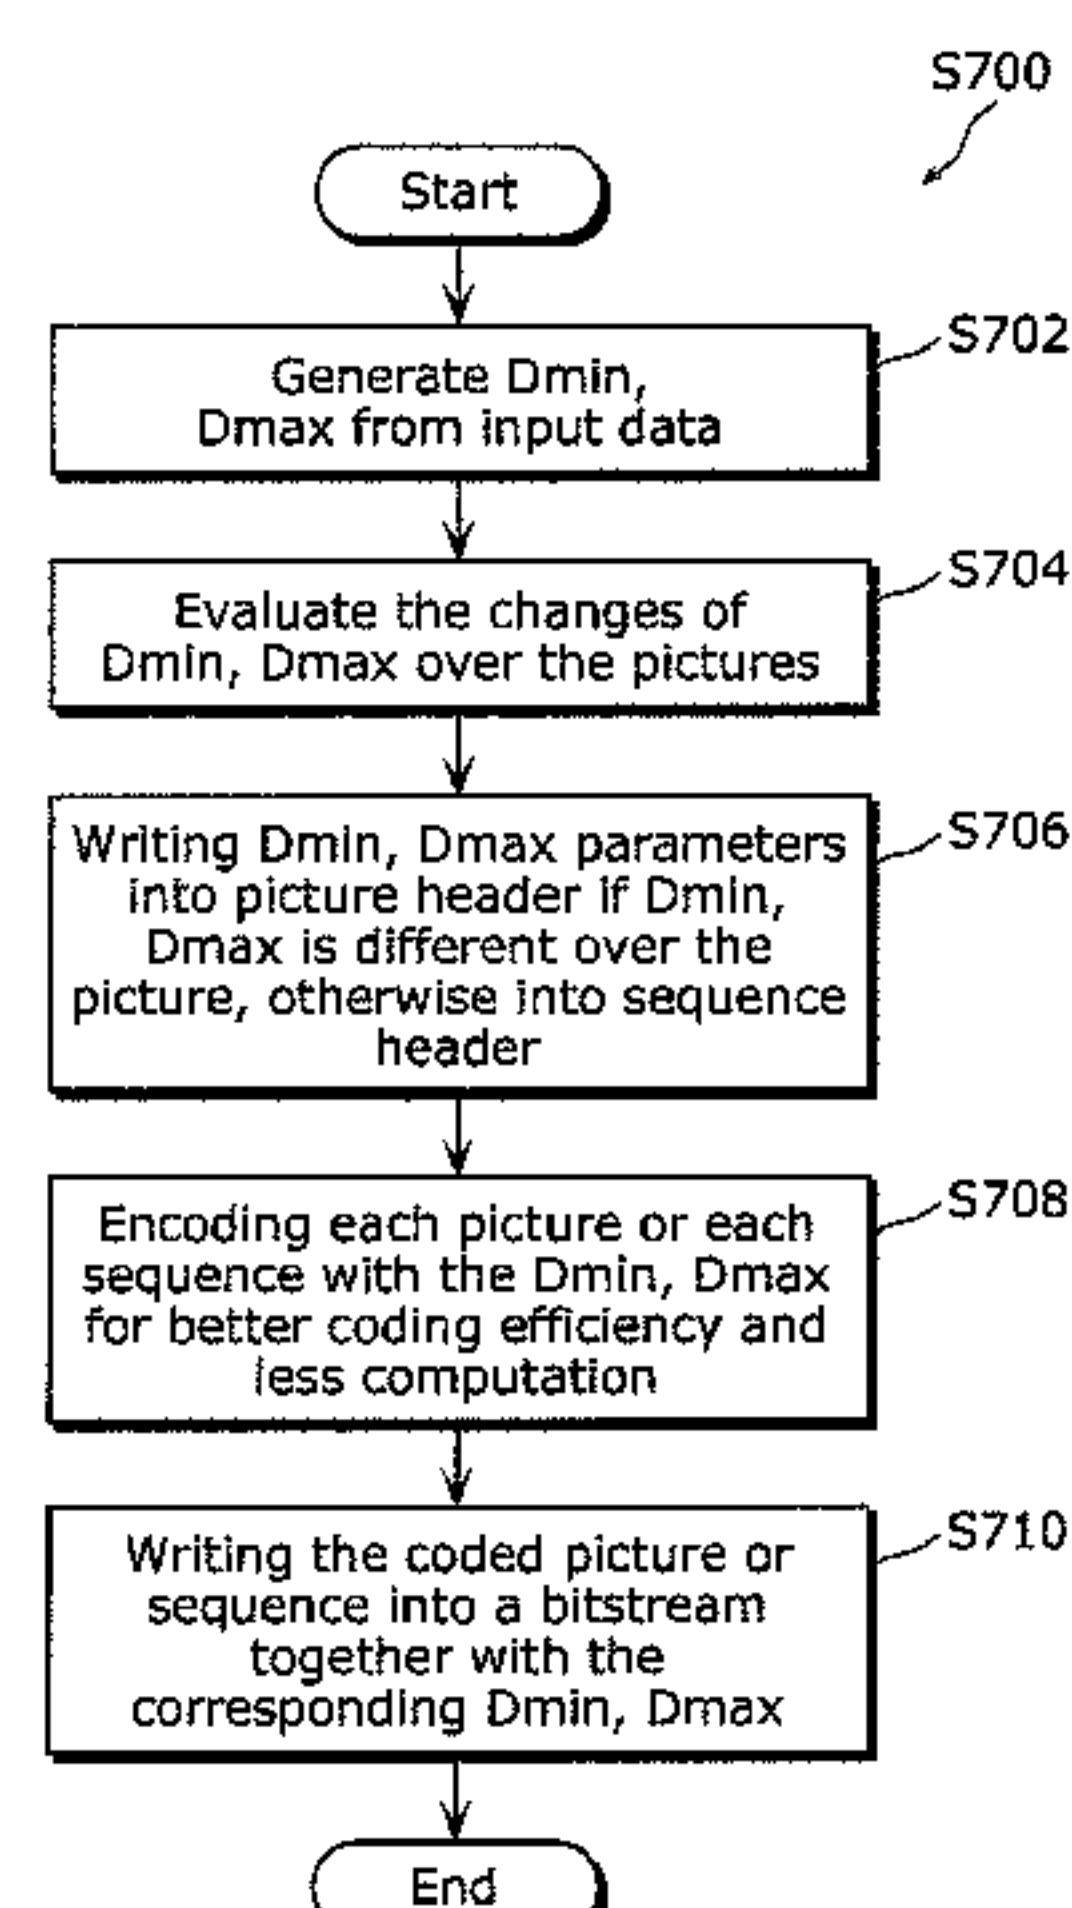 S700
Start
S702
Generate Dmin,
Dmax from input data
S704
Evaluate the changes of
Dmin, Dmax over the pictures
S706
Writing Dmin, Dmax parameters
into picture header if Dmin,
Dmax is different over the
picture, otherwise into sequence
header
S708
Encoding each picture or each
sequence with the Dmin, Dmax
for better coding efficiency and
less computation
S710
Writing the coded picture or
sequence into a bitstream
together with the
corresponding Dmin, Dmax
End